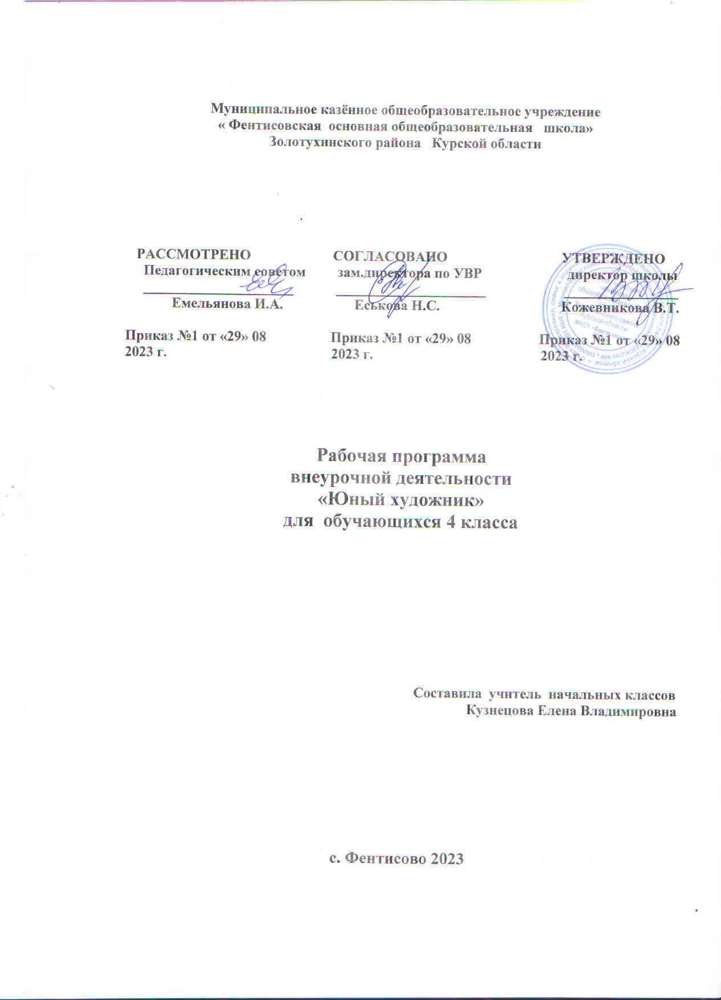 Муниципальное казённое общеобразовательное учреждение
« Фентисовская основная общеобразовательная школа»
Золотухинского района Курской области
РАССМОТРЕНО
Педагогическим советом
Емельянова И.А.
Приказ №1 от «29» 08
2023 г.
СОГЛАСОВАНО
зам.директора по УВР
Еськова Н.С.
Приказ №1 от «29» 08
2023 г.
УТВЕРЖДЕНО
директор школы
Кожевникова В.Т.
Приказ №1 от «29» 08
2023 г.
Рабочая программа
внеурочной деятельности
«Юный художник»
для обучающихся 4 класса
Составила учитель начальных классов
Кузнецова Елена Владимировна
с. Фентисово 2023